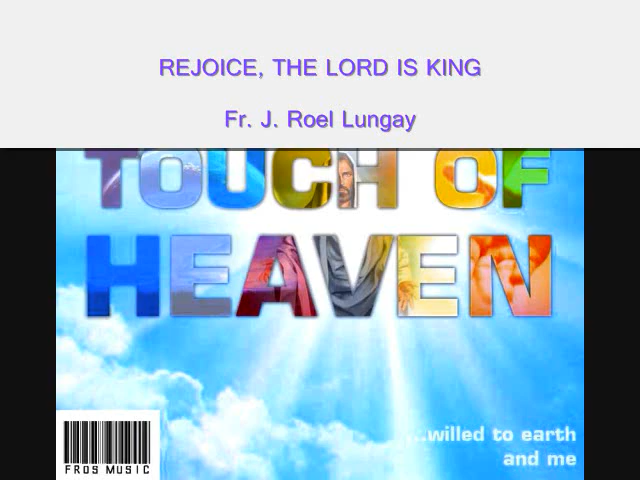 REJOICE, THE LORD IS KING
Fr. J. Roel Lungay
TOUCH OF
HEAVEN
...willed to earth
and me
FROS MUSIC